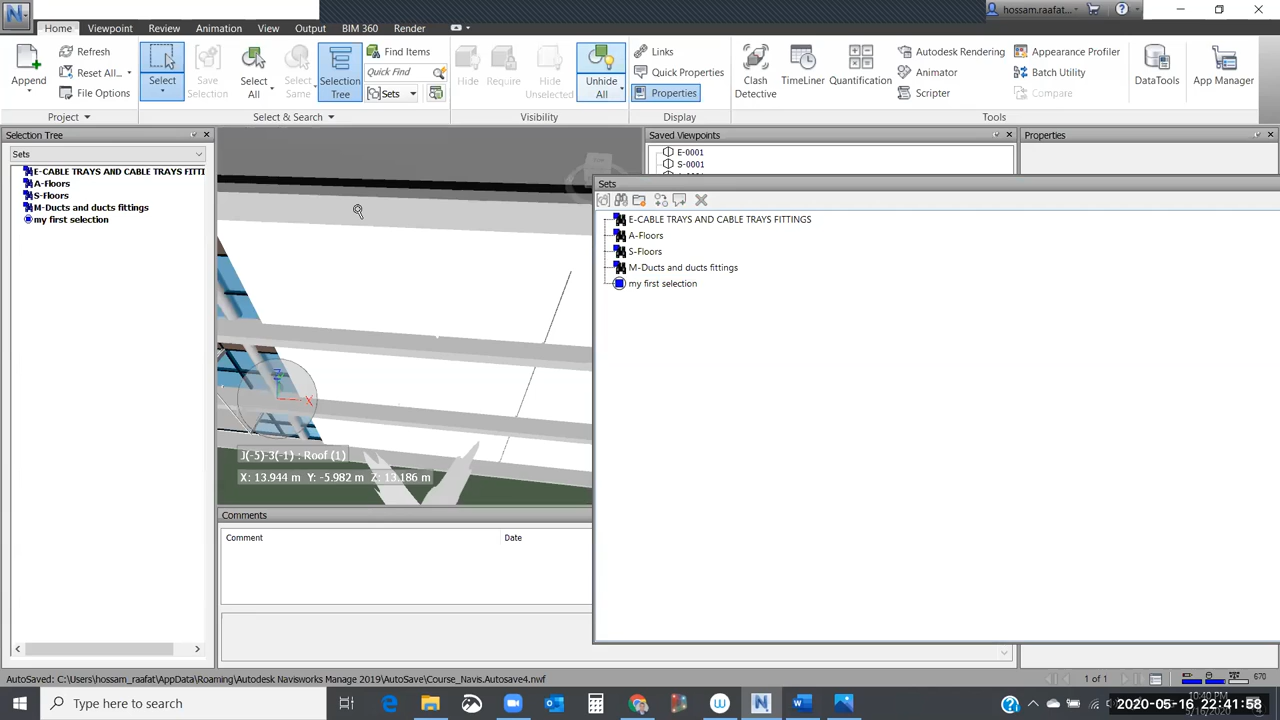 N
hossam.raafat...
Home Viewpoint Review Animation View Output BIM 360 Render
Append
Refresh
Reset All...
File Options
Project
Select
Save
Selection
Select
All
Select
Same
Selection
Tree
Find Items
Quick Find
Sets
Select & Search
Hide
Require
Hide
Unselected
Unhide
All
Visibility
Links
Quick Properties
Properties
Display
Clash
Detective
TimeLiner
Quantification
Autodesk Rendering
Animator
Scripter
Appearance Profiler
Batch Utility
Compare
DataTools
App Manager
Tools
Selection Tree
Sets
E-CABLE TRAYS AND CABLE TRAYS FITTI
A-Floors
S-Floors
M-Ducts and ducts fittings
my first selection
Saved Viewpoints
E-0001
S-0001
Properties
Sets
E-CABLE TRAYS AND CABLE TRAYS FITTINGS
A-Floors
S-Floors
M-Ducts and ducts fittings
my first selection
X
J(-5)-3(-1) : Roof (1)
X: 13.944 m Y: -5.982 m Z: 13.186 m
Comments
Comment Date
AutoSaved: C:\Users\hossam_raafat\AppData\Roaming\Autodesk Navisworks Manage 2019\AutoSave\Course_Navis.Autosave4.nwf
1 of 1
670
Type here to search
10:40 PM
2020-05-16 22:41:58